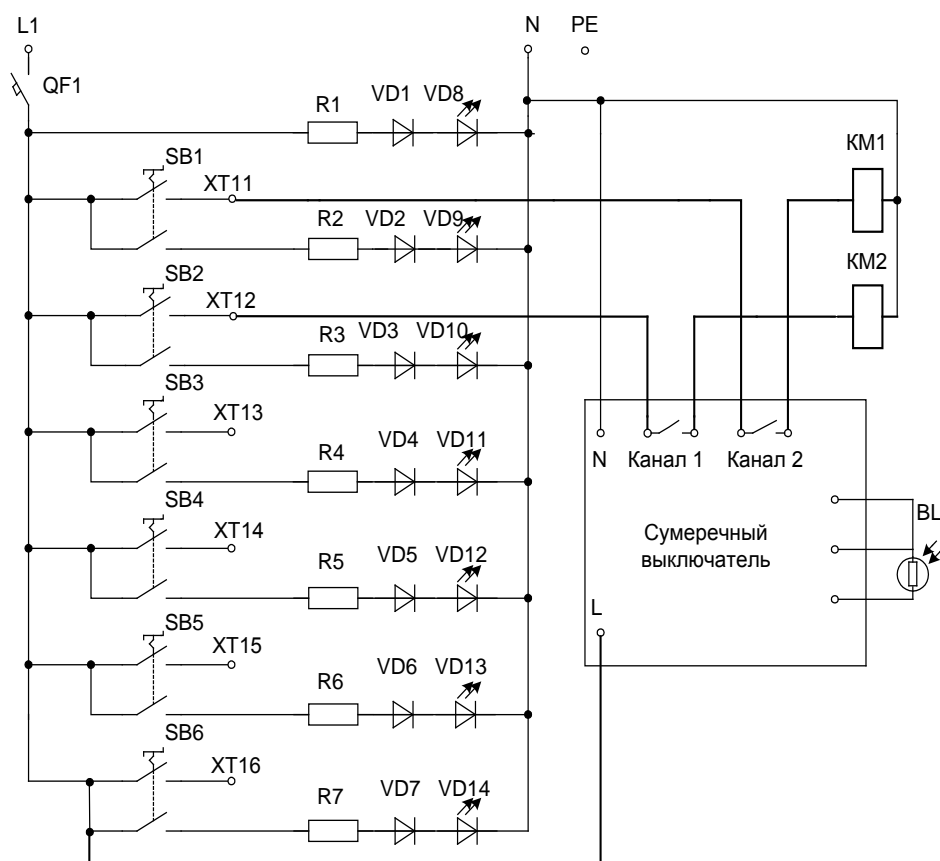 L1
N
PE
QF1
R1
VD1
VD8
КМ1
SB1
XT11
R2
VD2
VD9
КМ2
SB2
XT12
R3
VD3
VD10
SB3
XT13
R4
VD4
VD11
N
Канал 1
Канал 2
SB4
XT14
R5
VD5
VD12
Сумеречный
выключатель
BL
L
SB5
XT15
R6
VD6
VD13
SB6
XT16
R7
VD7
VD14